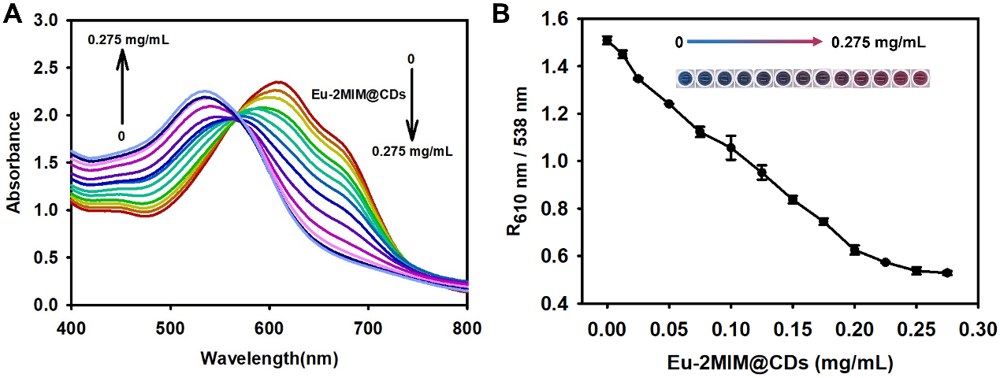 A
3.0
2.5
2.0
1.5
1.0
0.5
0.0
Absorbance
0.275 mg/mL
0
0
Eu-2MIM@CDs
0.275 mg/mL
400
500
600
700
800
Wavelength(nm)
B
1.6
1.4
1.2
1.0
0.8
0.6
0.4
R610 nm / 538 nm
0
0.275 mg/mL
0.00
0.05
0.10
0.15
0.20
0.25
0.30
Eu-2MIM@CDs (mg/mL)